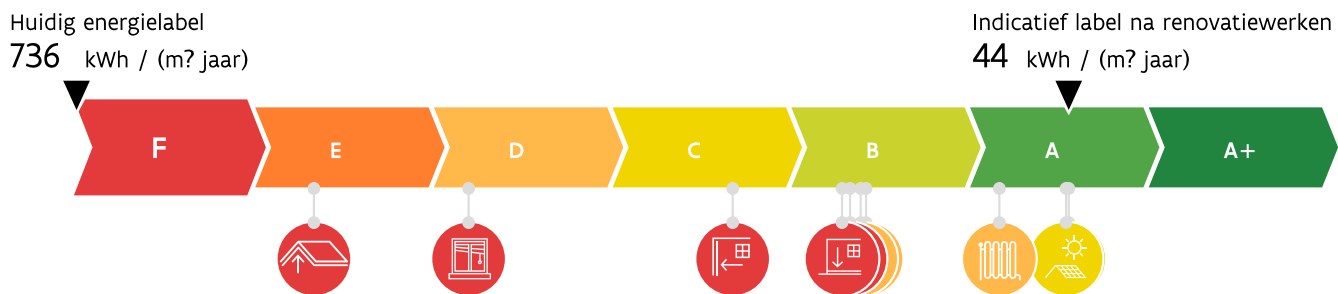 Huidig energielabel
736 kWh / (m? jaar)
Indicatief label na renovatiewerken
44 kWh / (m? jaar)
F E D C B A A+